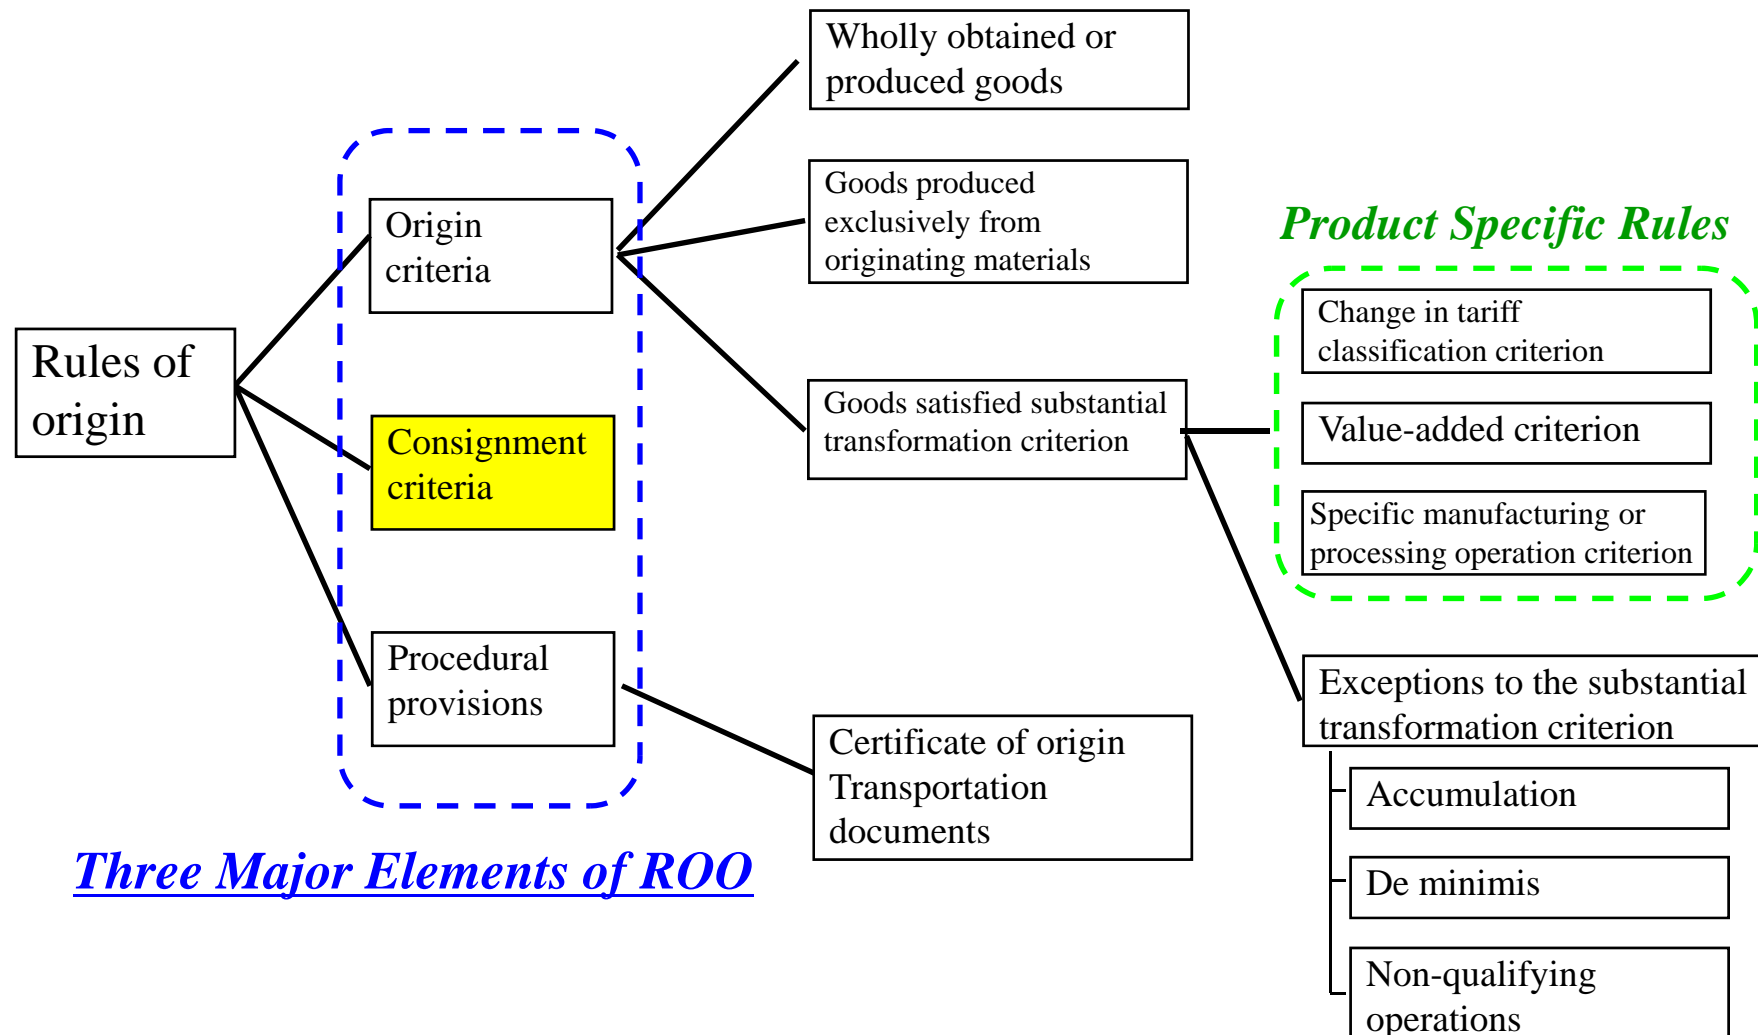 Rules of
origin
Three Major Elements of ROO
Origin
criteria
Consignment
criteria
Procedural
provisions
Wholly obtained or
produced goods
Goods produced
exclusively from
originating materials
Goods satisfied substantial
transformation criterion
Certificate of origin
Transportation
documents
Product Specific Rules
Change in tariff
classification criterion
Value-added criterion
Specific manufacturing or
processing operation criterion
Exceptions to the substantial
transformation criterion
Accumulation
De minimis
Non-qualifying
operations